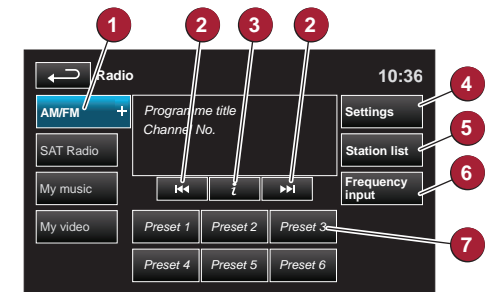 1 2 3 2
Radio 10:36
4
AM/FM + Programme title Settings
Channel No.
5
SAT Radio Station list
6
My music i Frequency
input
My video Preset 1 Preset 2 Preset 3
7
Preset 4 Preset 5 Preset 6